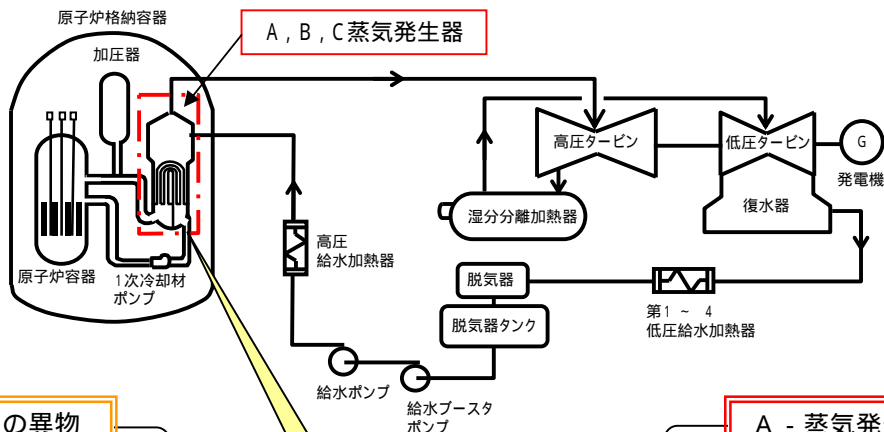 原子炉格納容器
A,B,C蒸気発生器
加圧器
高圧タービン
低圧タービン
G
発電機
湿分分離加熱器
復水器
高圧
給水加熱器
原子炉容器
1次冷却材
ポンプ
脱気器
脱気器タンク
第1 ~ 4
低圧給水加熱器
給水ポンプ
給水ブースタ
ポンプ
の異物
A - 蒸気発